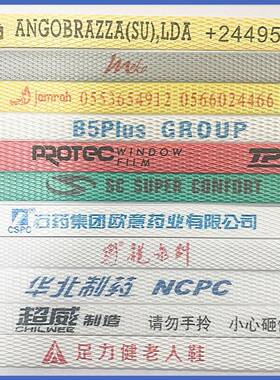 ANGOBRAZZA(SU),LDA +24495
Melo
jamrah 0553654912 0566024466
B5Plus GROUP
PROTEC WINDOW FILM
SC SUPER CONFORT
CSPC 石药集团欧意药业有限公司
华北制药 NCPC
超威 CHILWEE 制造 请勿手拎 小心砸
足力健老人鞋